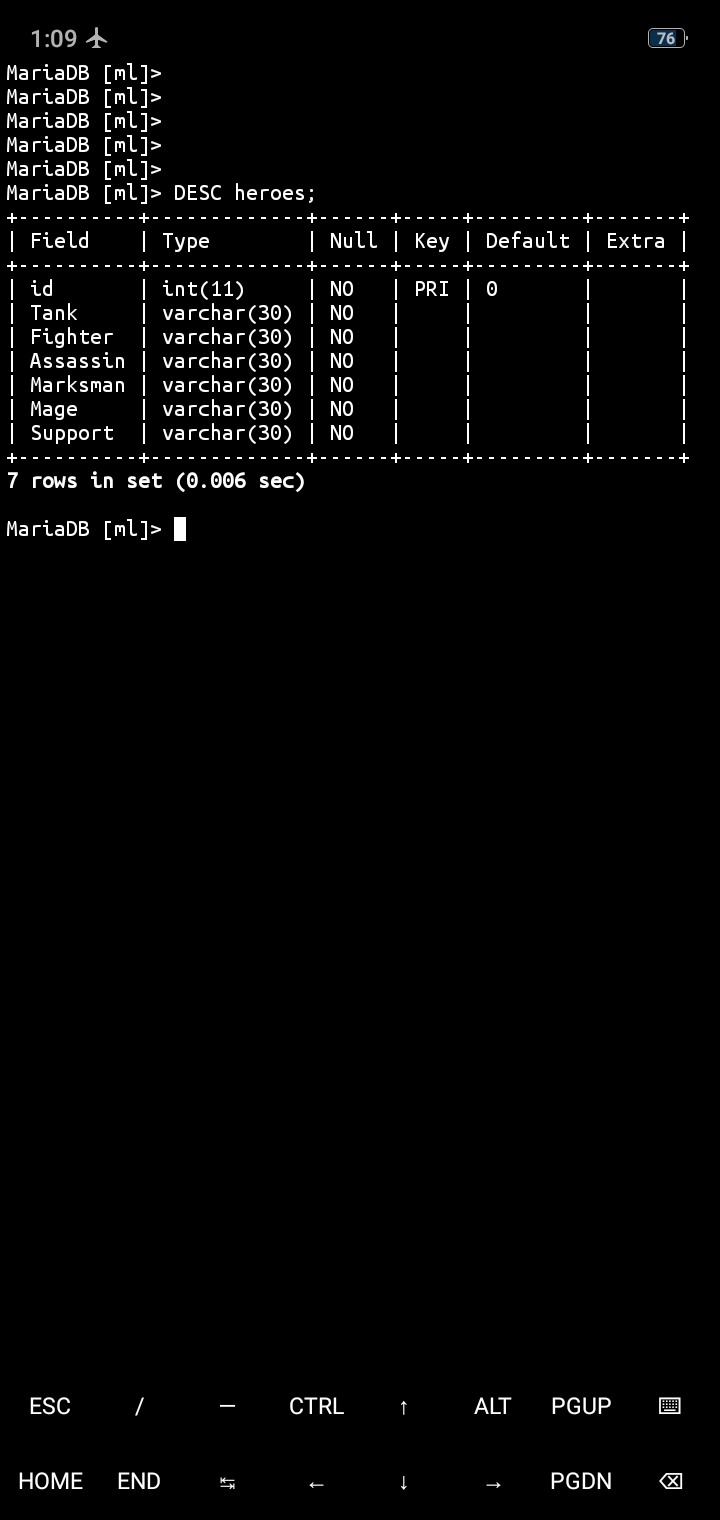 1:09 76
MariaDB [ml]>
MariaDB [ml]>
MariaDB [ml]>
MariaDB [ml]>
MariaDB [ml]>
MariaDB [ml]> DESC heroes;
+----------+-------------+------+-----+---------+-------+
| Field    | Type        | Null | Key | Default | Extra |
+----------+-------------+------+-----+---------+-------+
| id       | int(11)     | NO   | PRI | 0       |       |
| Tank     | varchar(30) | NO   |     |         |       |
| Fighter  | varchar(30) | NO   |     |         |       |
| Assassin | varchar(30) | NO   |     |         |       |
| Marksman | varchar(30) | NO   |     |         |       |
| Mage     | varchar(30) | NO   |     |         |       |
| Support  | varchar(30) | NO   |     |         |       |
+----------+-------------+------+-----+---------+-------+
7 rows in set (0.006 sec)
MariaDB [ml]>
ESC / — CTRL ↑ ALT PGUP
HOME END ↹ ← ↓ → PGDN ⌫